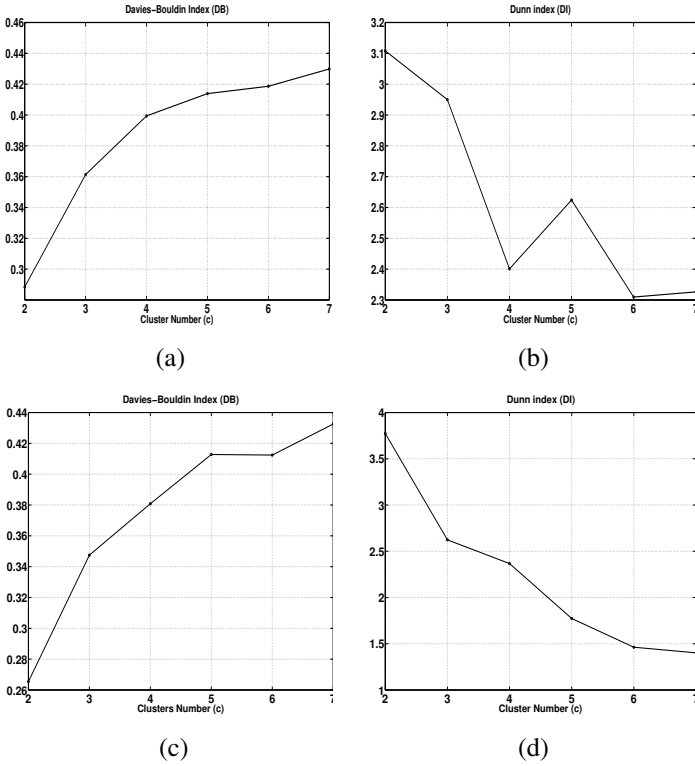 Davies−Bouldin Index (DB)
0.46
0.44
0.42
0.4
0.38
0.36
0.34
0.32
0.3
2 3 4 5 6 7
Cluster Number (c)
(a)
Dunn index (DI)
3.2
3.1
3
2.9
2.8
2.7
2.6
2.5
2.4
2.3
2 3 4 5 6 7
Cluster Number (c)
(b)
Davies−Bouldin Index (DB)
0.44
0.42
0.4
0.38
0.36
0.34
0.32
0.3
0.28
0.26
2 3 4 5 6 7
Clusters Number (c)
(c)
Dunn index (DI)
4
3.5
3
2.5
2
1.5
1
2 3 4 5 6 7
Cluster Number (c)
(d)